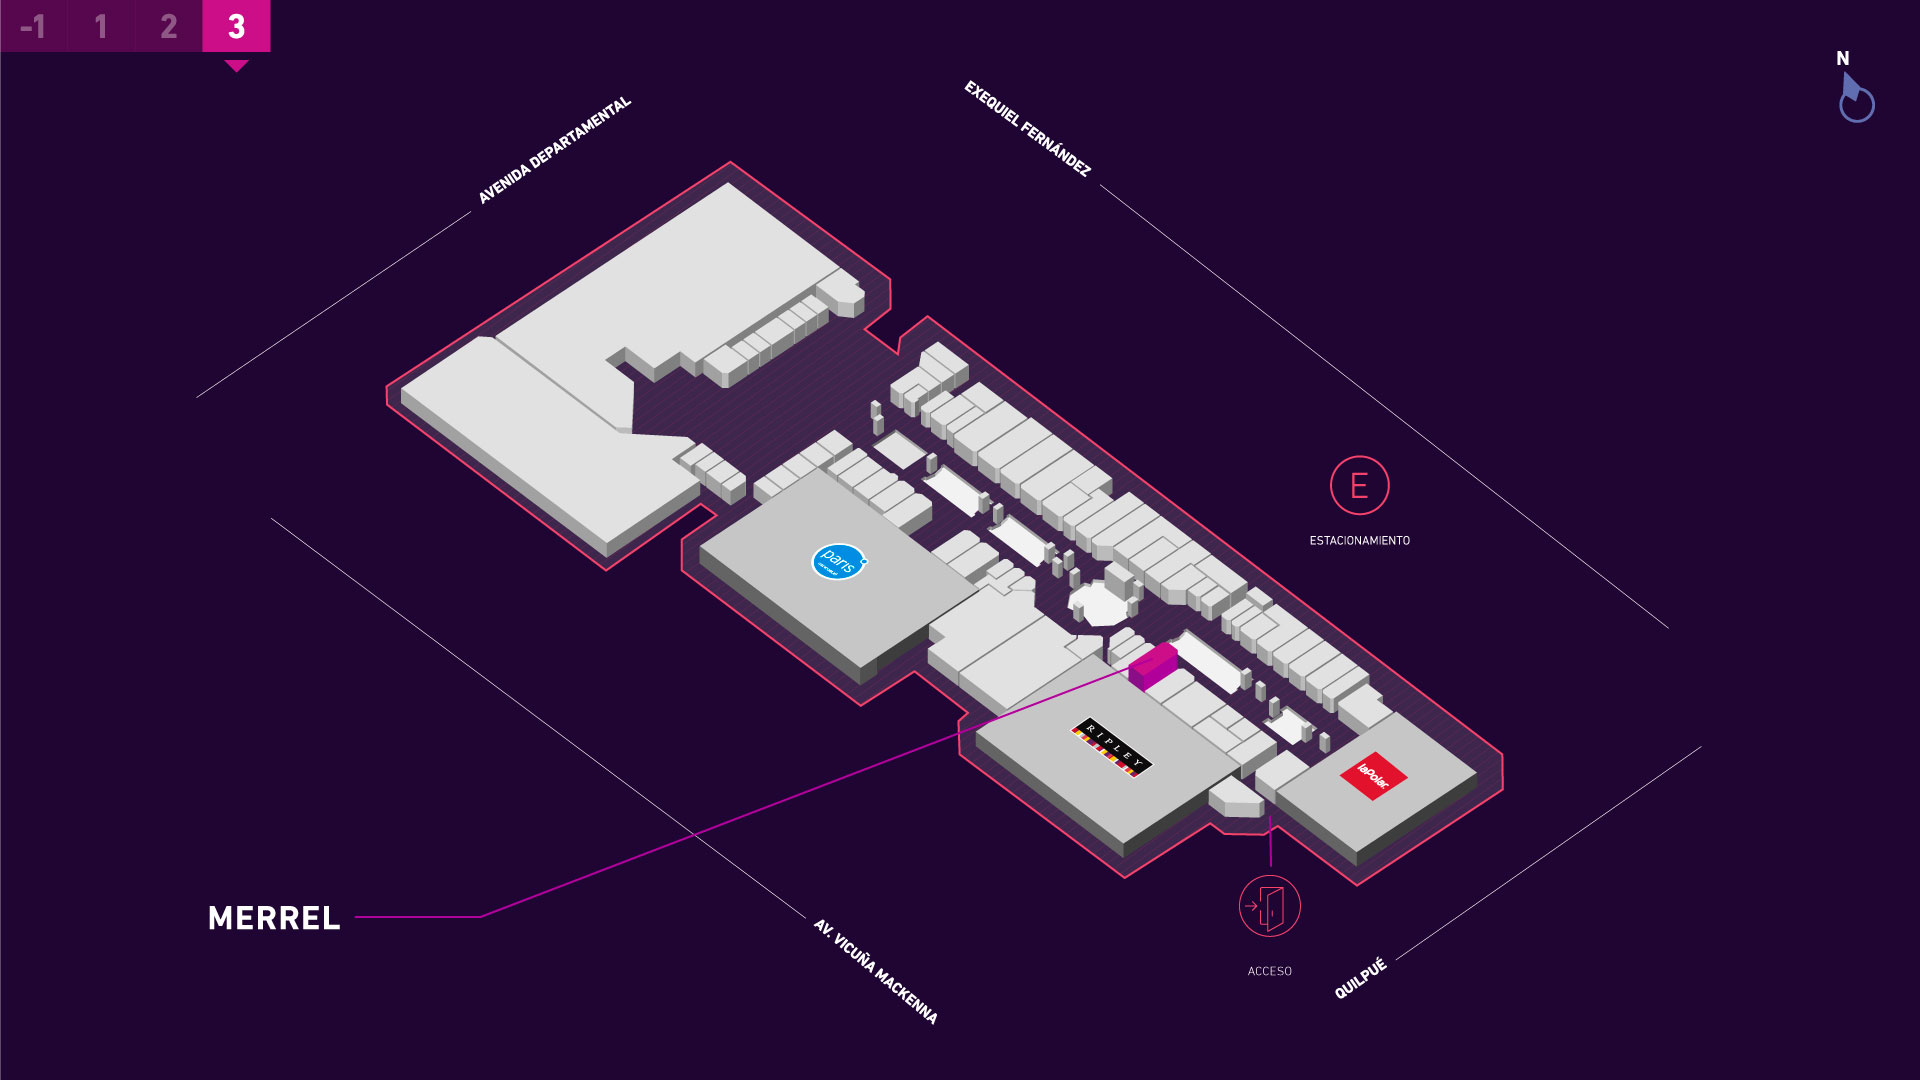 -1 1 2 3
N
AVENIDA DEPARTAMENTAL
EXEQUIEL FERNÁNDEZ
E
ESTACIONAMIENTO
paris
RIPLEY
laPolar
MERREL
AV. VICUÑA MACKENNA
ACCESO
QUILPUÉ